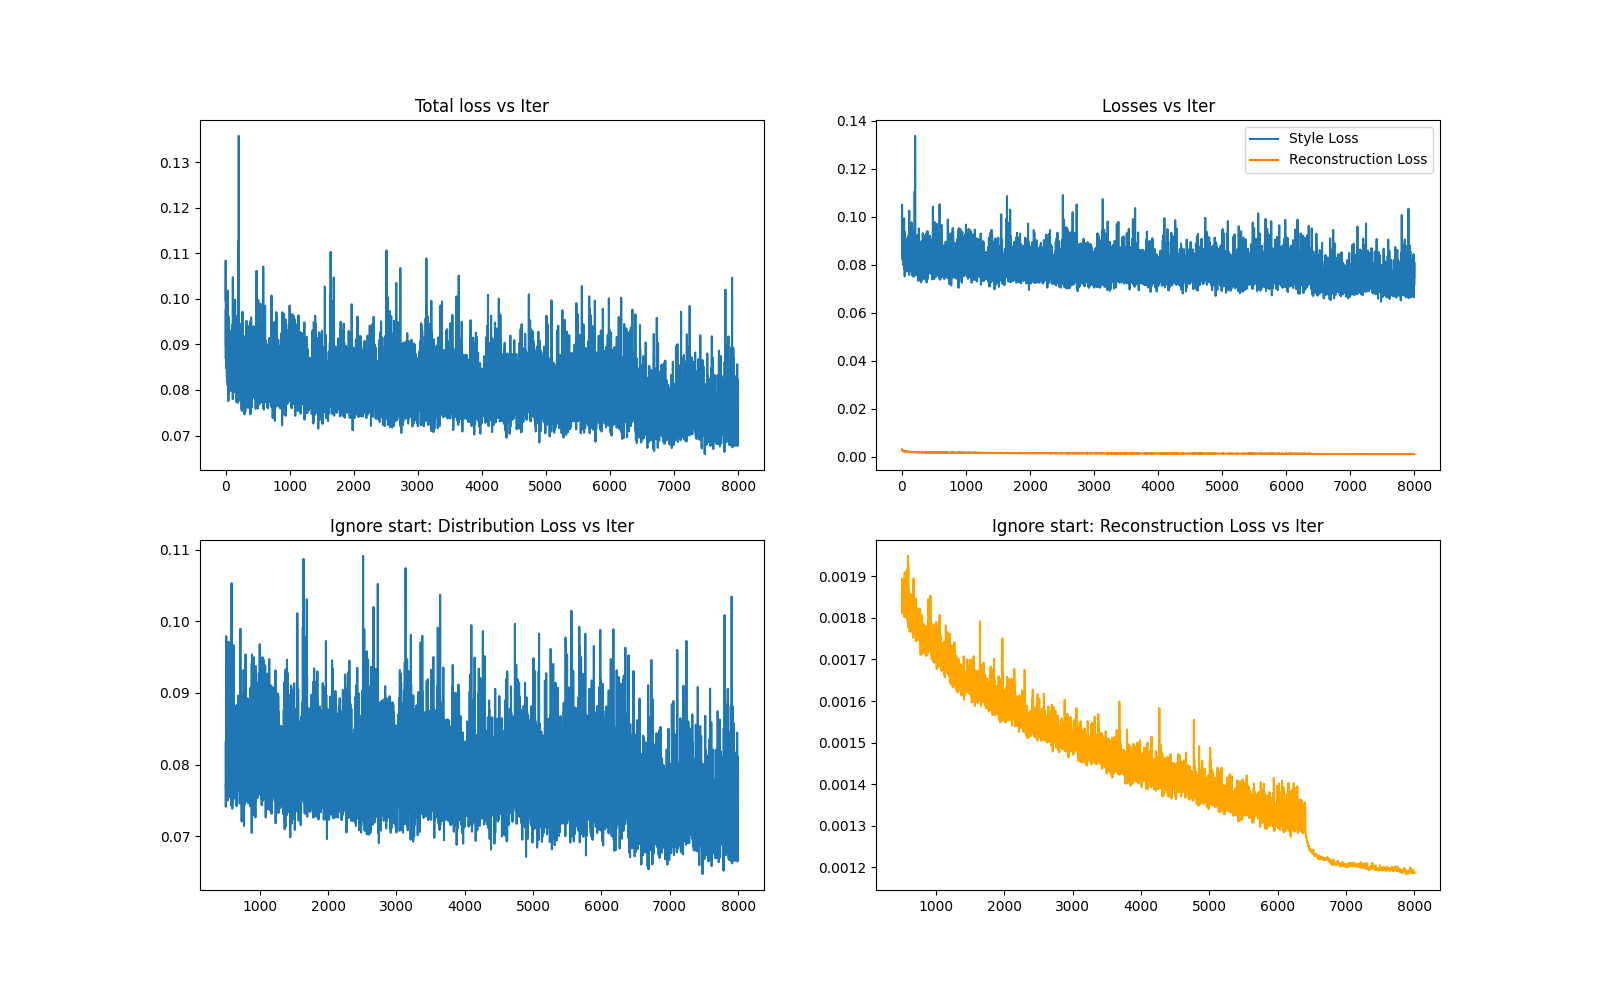 Total loss vs Iter
0.13
0.12
0.11
0.10
0.09
0.08
0.07
0 1000 2000 3000 4000 5000 6000 7000 8000
Losses vs Iter
0.14
0.12
0.10
0.08
0.06
0.04
0.02
0.00
Style Loss
Reconstruction Loss
0 1000 2000 3000 4000 5000 6000 7000 8000
Ignore start: Distribution Loss vs Iter
0.11
0.10
0.09
0.08
0.07
1000 2000 3000 4000 5000 6000 7000 8000
Ignore start: Reconstruction Loss vs Iter
0.0019
0.0018
0.0017
0.0016
0.0015
0.0014
0.0013
0.0012
1000 2000 3000 4000 5000 6000 7000 8000